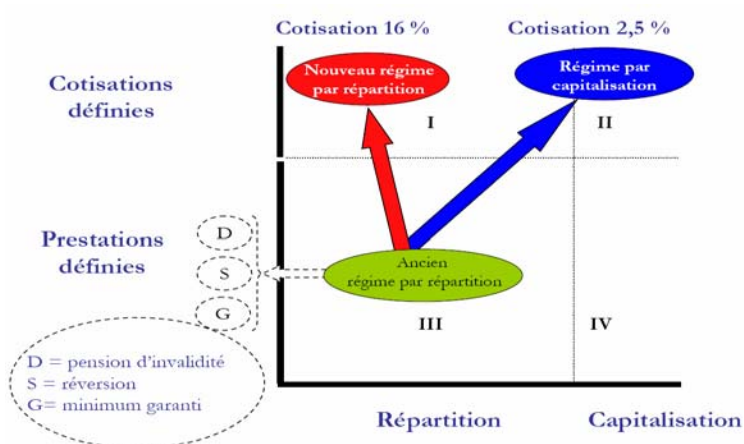 Cotisation 16 %
Cotisation 2,5 %
Cotisations
définies
Nouveau régime
par répartition
Régime par
capitalisation
I
II
Prestations
définies
D
S
G
Ancien
régime par répartition
III
IV
D = pension d'invalidité
S = réversion
G= minimum garanti
Répartition
Capitalisation